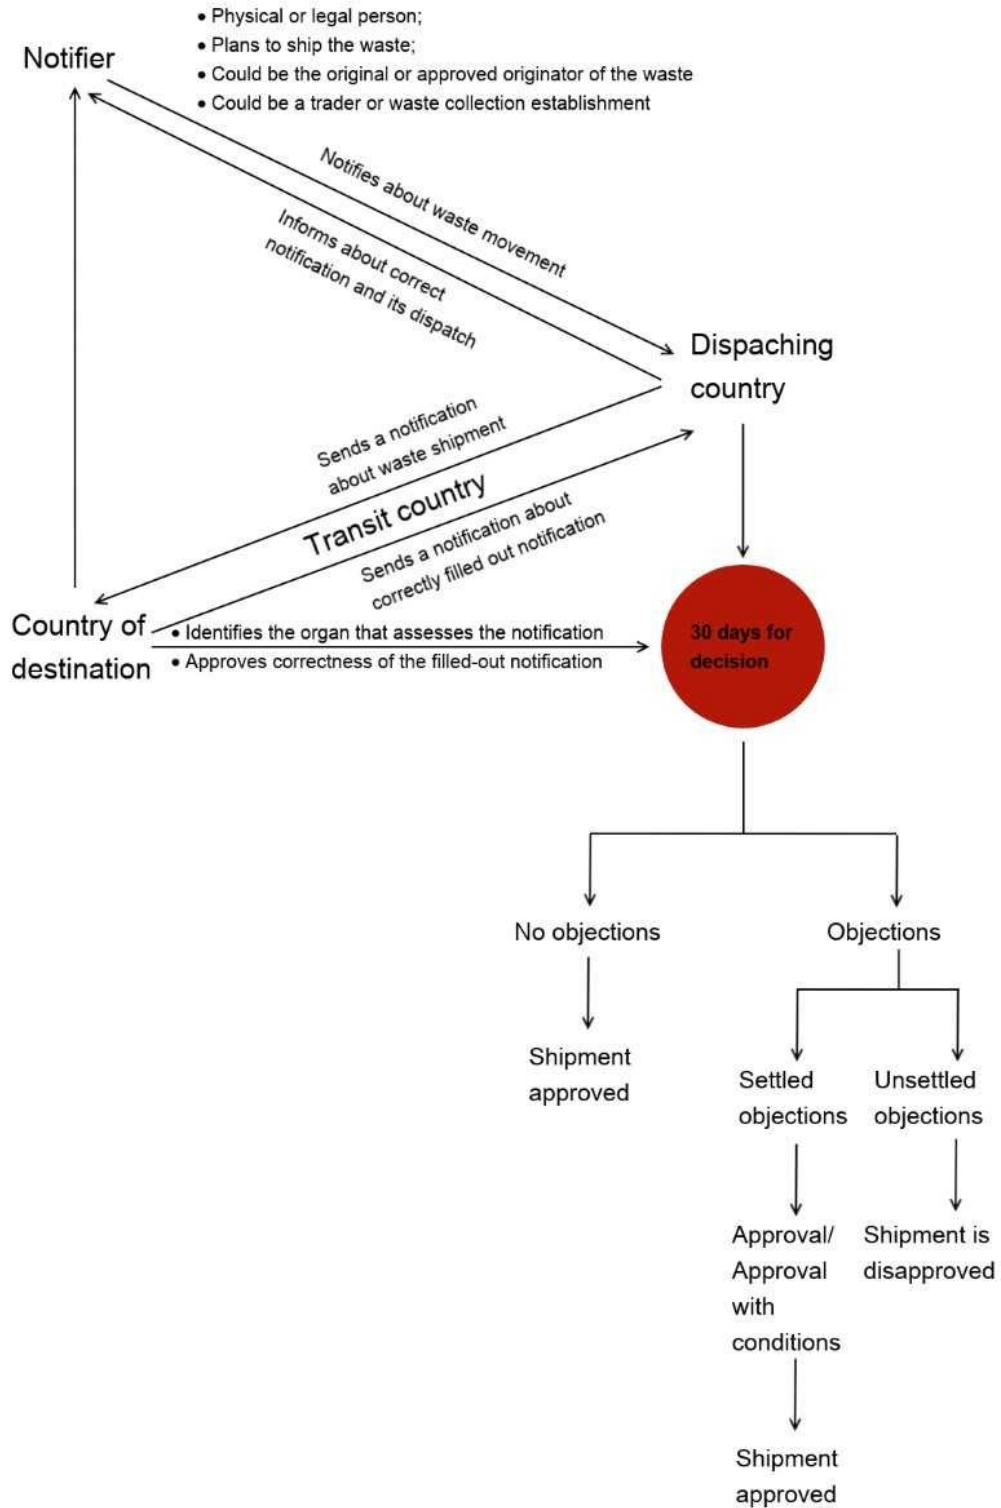 • Physical or legal person;
• Plans to ship the waste;
• Could be the original or approved originator of the waste
• Could be a trader or waste collection establishment
Notifier
Notifies about waste movement
Informs about correct
notification and its dispatch
Dispaching
country
Sends a notification
about waste shipment
Transit country
Sends a notification about
correctly filled out notification
Country of
destination
• Identifies the organ that assesses the notification
• Approves correctness of the filled-out notification
30 days for
decision
No objections
Objections
Shipment
approved
Settled
objections
Unsettled
objections
Approval/
Approval
with
conditions
Shipment is
disapproved
Shipment
approved